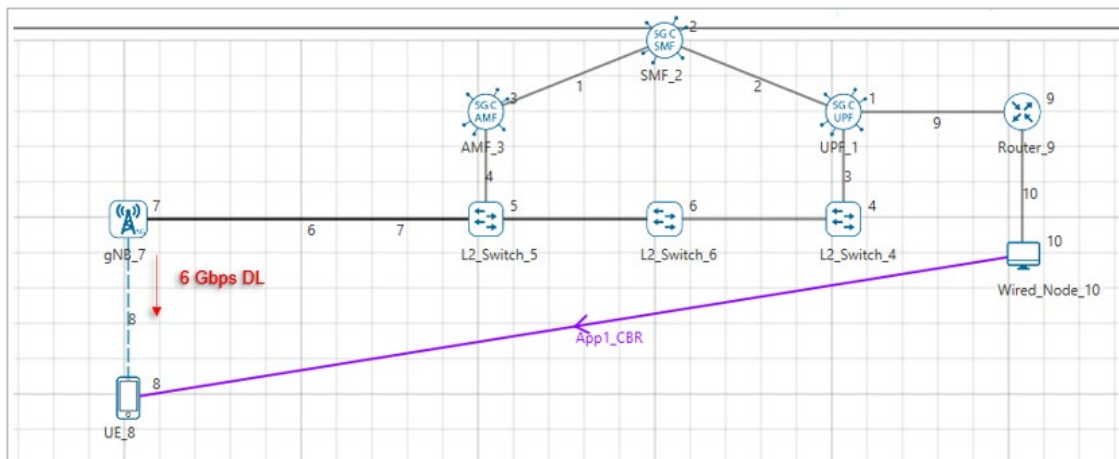 5G C
SMF
2
SMF_2
1
2
5G C
AMF
3
AMF_3
5G C
UPF
1
UPF_1
9
9
Router_9
4
3
10
7
gNB_7
6
7
5
L2_Switch_5
6
L2_Switch_6
4
L2_Switch_4
10
Wired_Node_10
6 Gbps DL
8
App1_CBR
8
UE_8